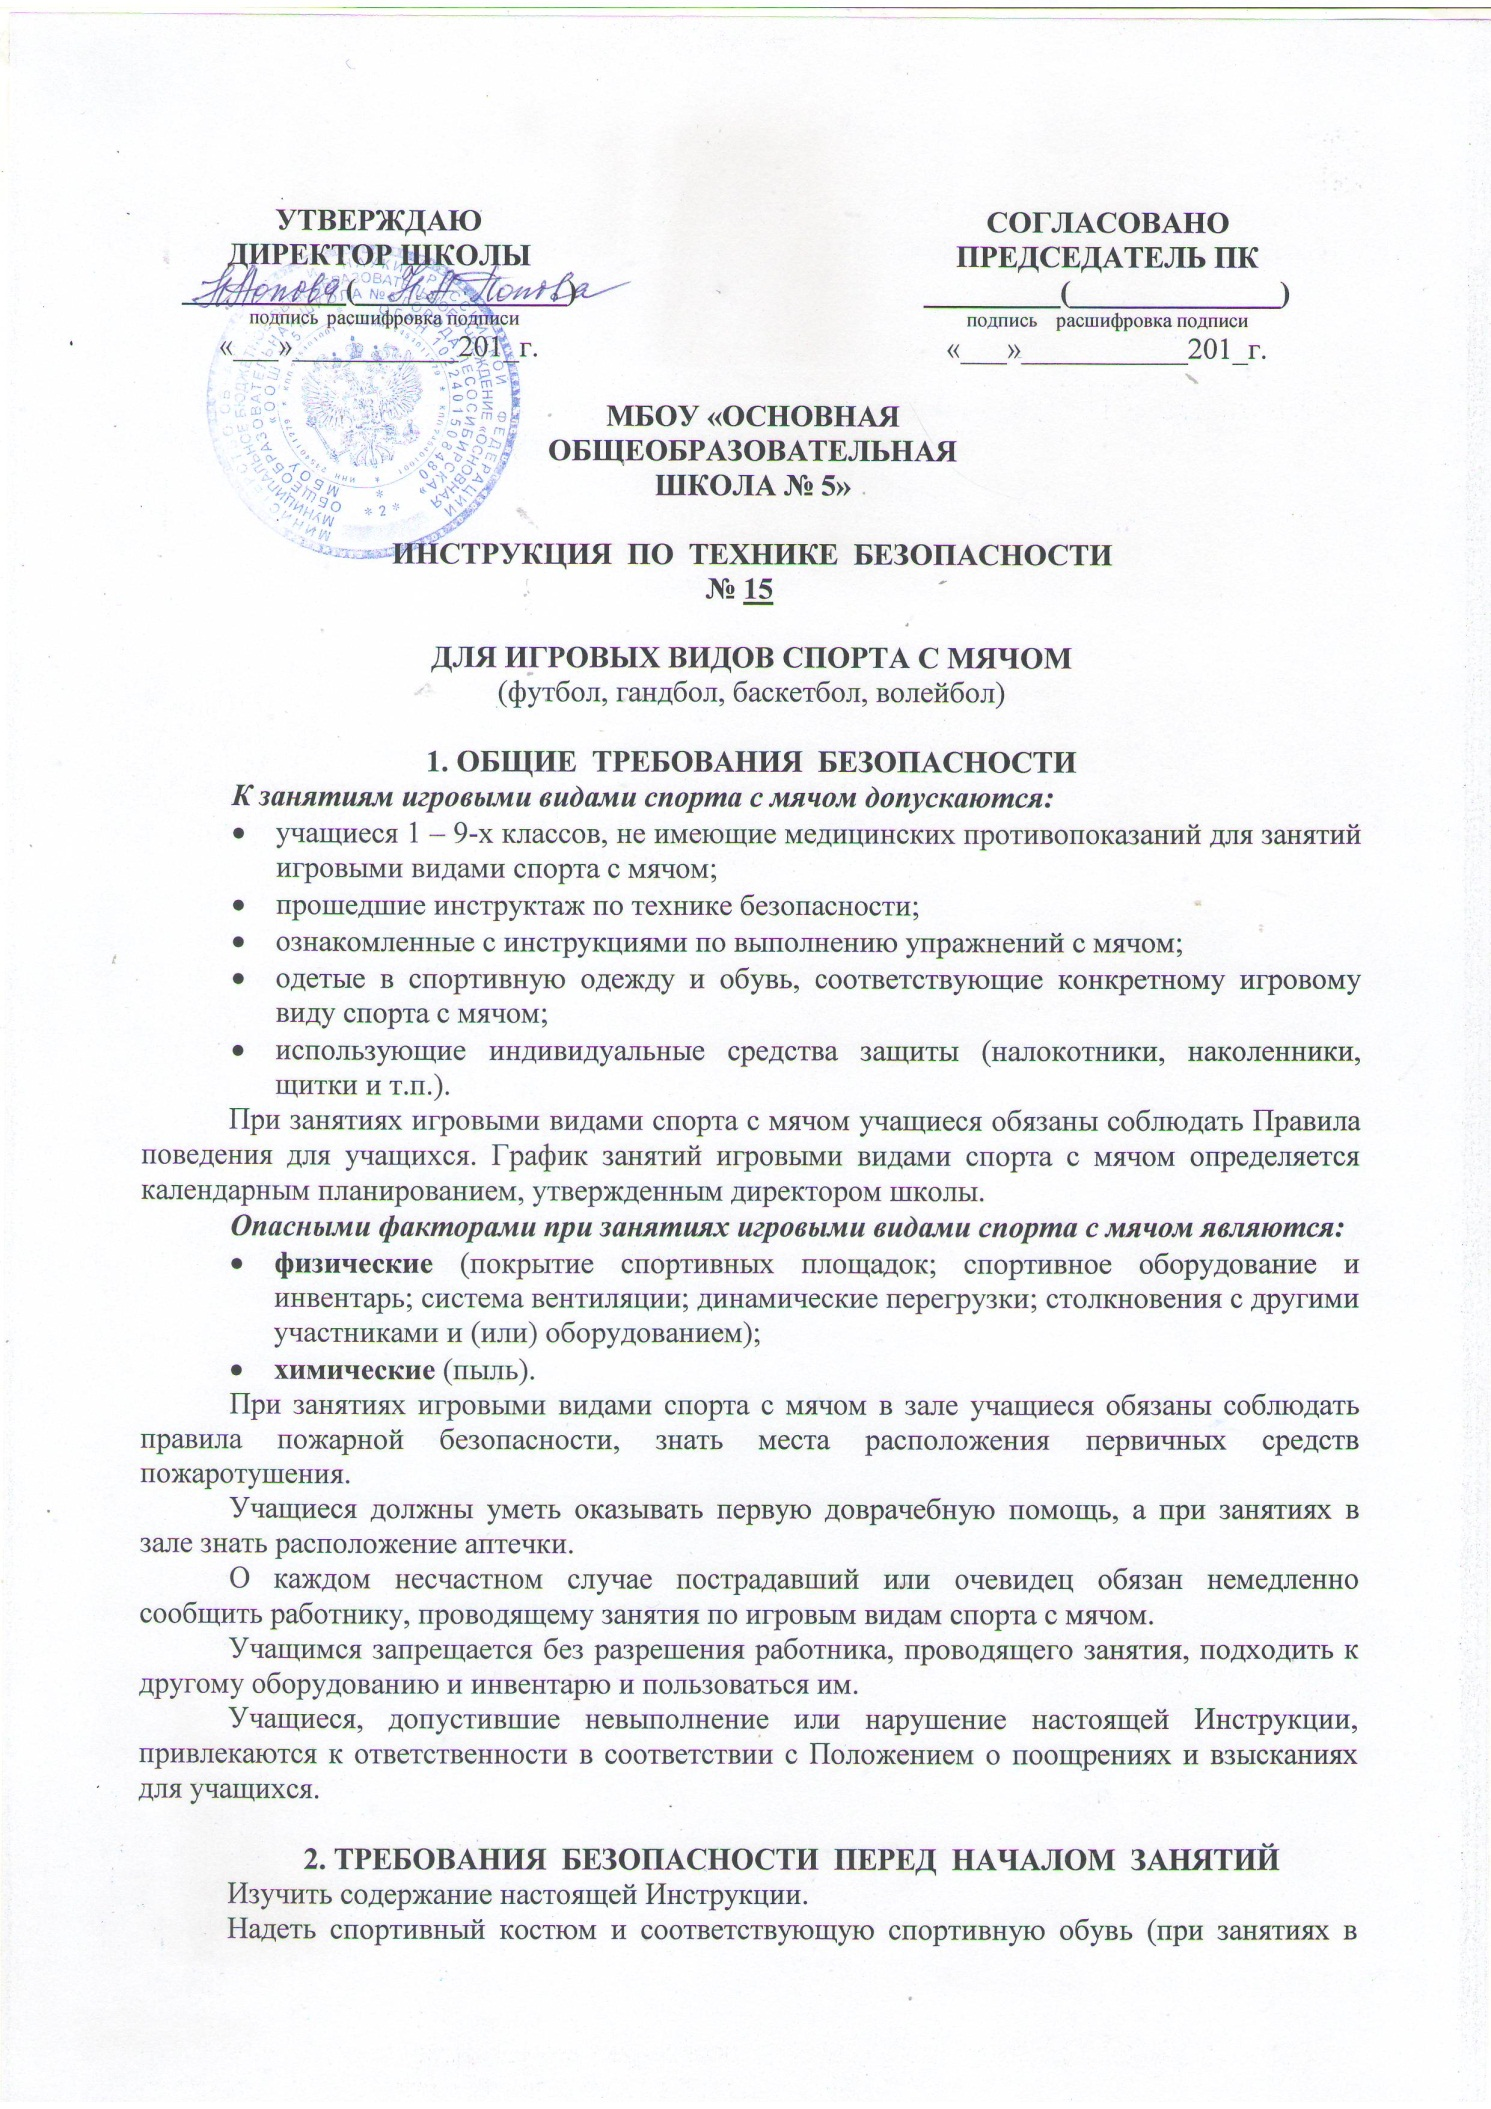 УТВЕРЖДАЮ
ДИРЕКТОР ШКОЛЫ
Н.Попова (Н.А. Попова)
подпись расшифровка подписи
«___»___________201_г.
СОГЛАСОВАНО
ПРЕДСЕДАТЕЛЬ ПК
_________(______________)
подпись расшифровка подписи
«___»___________201_г.
МБОУ «ОСНОВНАЯ
ОБЩЕОБРАЗОВАТЕЛЬНАЯ
ШКОЛА № 5»
ИНСТРУКЦИЯ ПО ТЕХНИКЕ БЕЗОПАСНОСТИ
№ 15
ДЛЯ ИГРОВЫХ ВИДОВ СПОРТА С МЯЧОМ
(футбол, гандбол, баскетбол, волейбол)
1. ОБЩИЕ ТРЕБОВАНИЯ БЕЗОПАСНОСТИ
К занятиям игровыми видами спорта с мячом допускаются:
• учащиеся 1 – 9-х классов, не имеющие медицинских противопоказаний для занятий
игровыми видами спорта с мячом;
• прошедшие инструктаж по технике безопасности;
• ознакомленные с инструкциями по выполнению упражнений с мячом;
• одетые в спортивную одежду и обувь, соответствующие конкретному игровому
виду спорта с мячом;
• использующие индивидуальные средства защиты (налокотники, наколенники,
щитки и т.п.).
При занятиях игровыми видами спорта с мячом учащиеся обязаны соблюдать Правила
поведения для учащихся. График занятий игровыми видами спорта с мячом определяется
календарным планированием, утвержденным директором школы.
Опасными факторами при занятиях игровыми видами спорта с мячом являются:
• физические (покрытие спортивных площадок; спортивное оборудование и
инвентарь; система вентиляции; динамические перегрузки; столкновения с другими
участниками и (или) оборудованием);
• химические (пыль).
При занятиях игровыми видами спорта с мячом в зале учащиеся обязаны соблюдать
правила пожарной безопасности, знать места расположения первичных средств
пожаротушения.
Учащиеся должны уметь оказывать первую доврачебную помощь, а при занятиях в
зале знать расположение аптечки.
О каждом несчастном случае пострадавший или очевидец обязан немедленно
сообщить работнику, проводящему занятия по игровым видам спорта с мячом.
Учащимся запрещается без разрешения работника, проводящего занятия, подходить к
другому оборудованию и инвентарю и пользоваться им.
Учащиеся, допустившие невыполнение или нарушение настоящей Инструкции,
привлекаются к ответственности в соответствии с Положением о поощрениях и взысканиях
для учащихся.
2. ТРЕБОВАНИЯ БЕЗОПАСНОСТИ ПЕРЕД НАЧАЛОМ ЗАНЯТИЙ
Изучить содержание настоящей Инструкции.
Надеть спортивный костюм и соответствующую спортивную обувь (при занятиях в